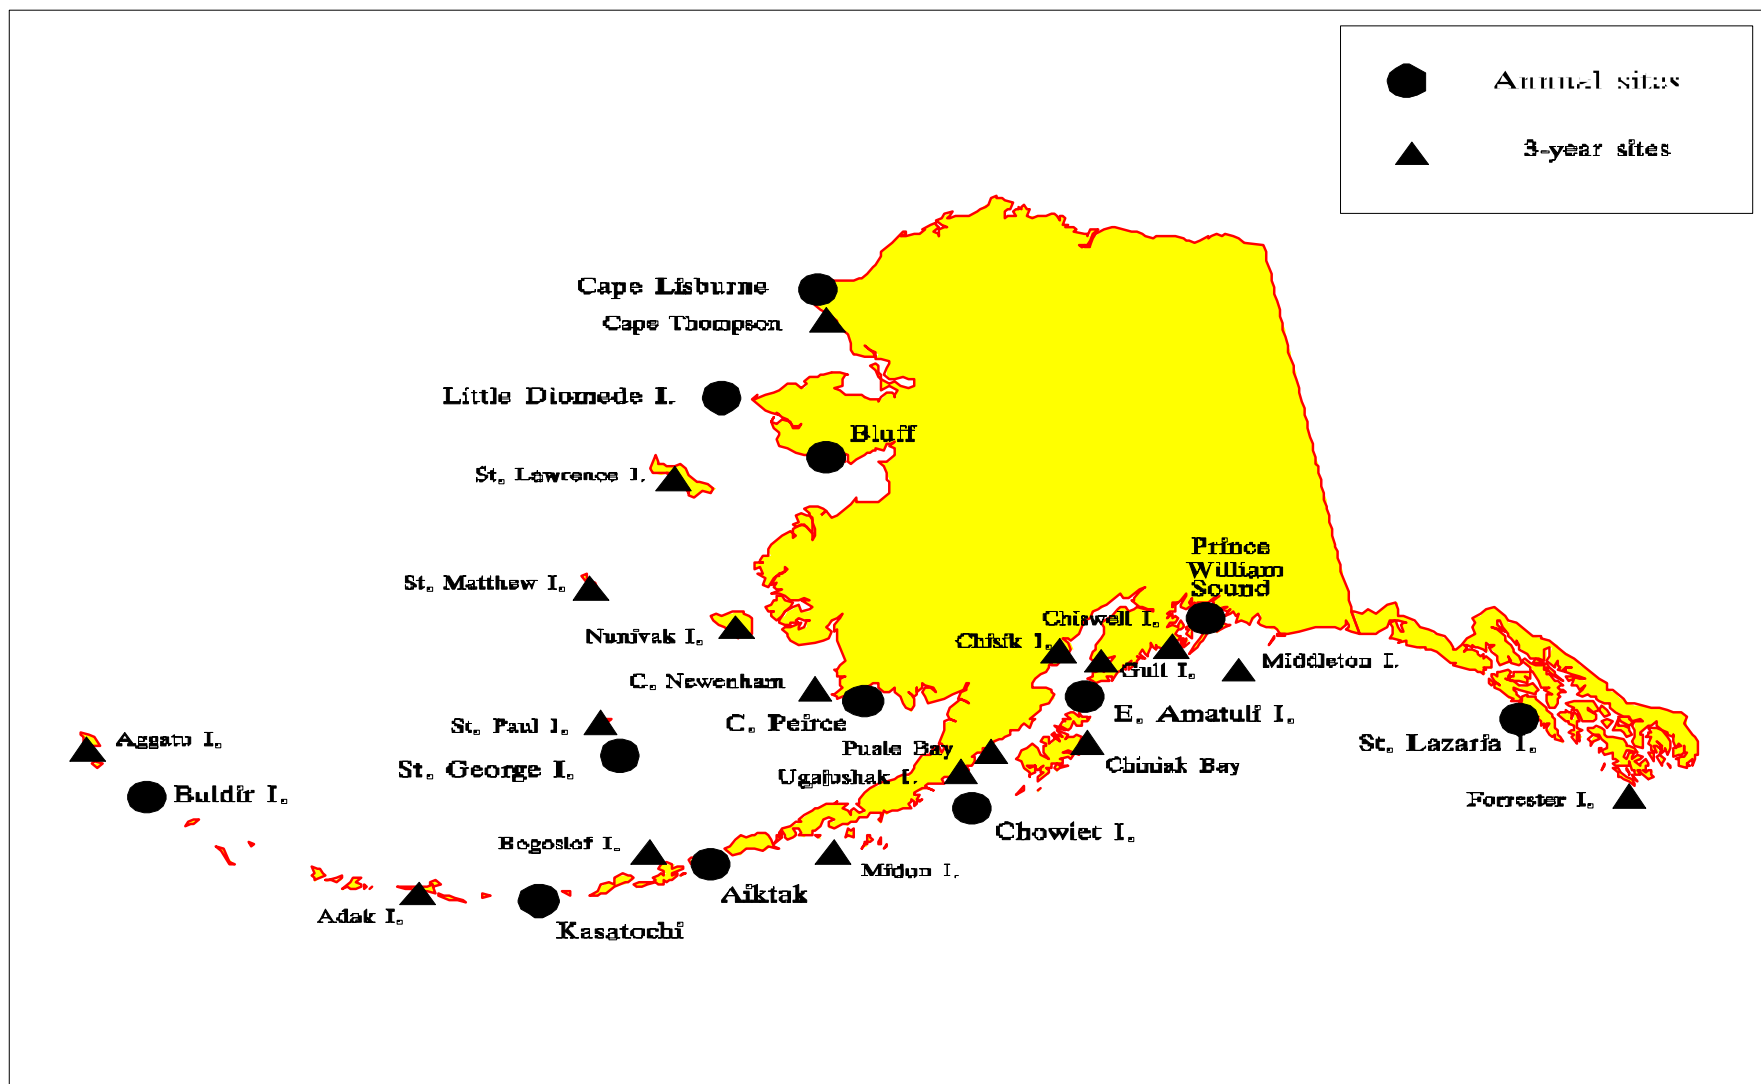 Annual sites
3-year sites
Cape Lisburne
Cape Thompson
Little Diomede I.
Bluff
St. Lawrence I.
Prince
William
Sound
St. Matthew I.
Chiswell I.
Nunivak I.
Chisik I.
Gull I.
Middleton I.
C. Newenham
C. Peirce
E. Amatuli I.
St. Paul I.
St. George I.
Aggatu I.
Buldir I.
Puale Bay
Ugaiushak I.
Chiniak Bay
St. Lazaria I.
Forrester I.
Chowiet I.
Bogoslof I.
Midun I.
Aiktak
Adak I.
Kasatochi